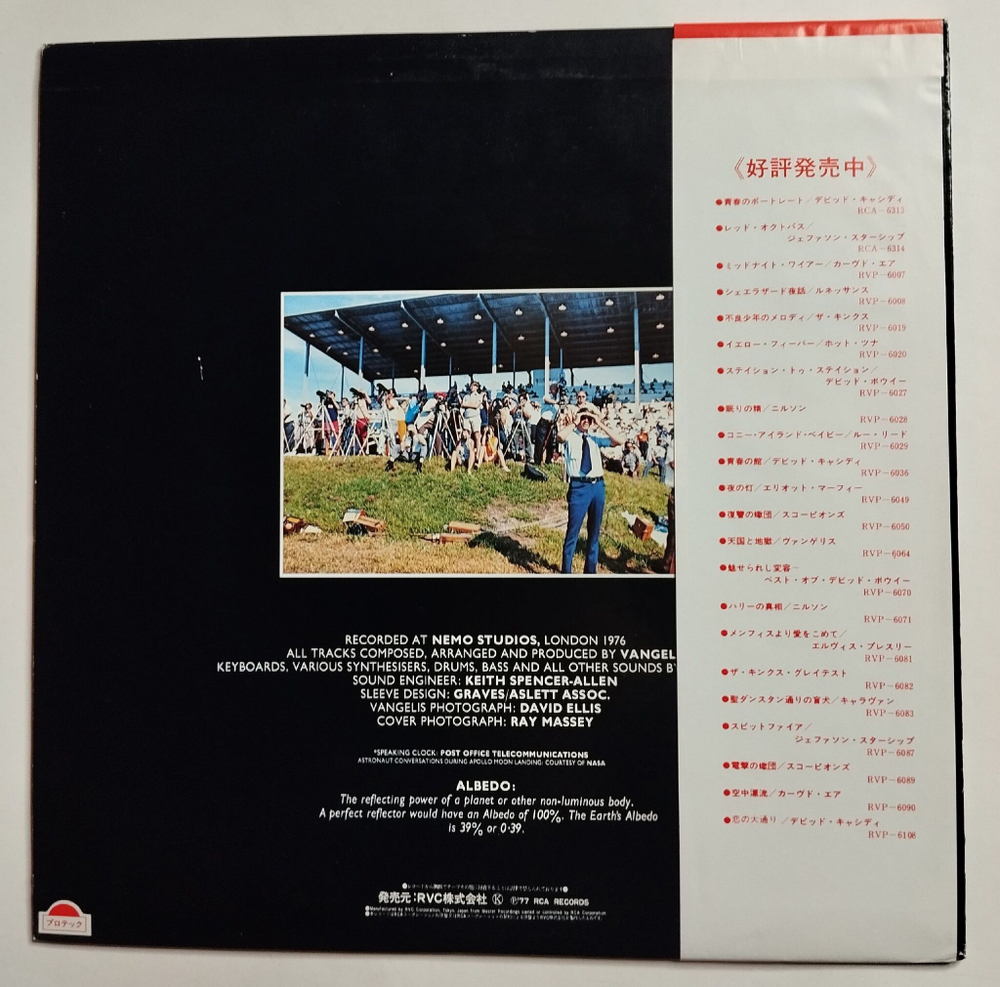 《好評発売中》
●青春のポートレート/デビッド・キャシディ
RCA-6313
●レッド・オクトパス/
ジェファソン・スターシップ
RCA-6314
●ミッドナイト・ワイアー/カーヴド・エア
RVP-6007
●シェエラザード夜話/ルネッサンス
RVP-6008
●不良少年のメロディ/ザ・キンクス
RVP-6019
●イエロー・フィーバー/ホット・ツナ
RVP-6020
●ステイション・トゥ・ステイション/
デビッド・ボウイー
RVP-6027
●眠りの精/ニルソン
RVP-6028
●コニー・アイランド・ベイビー/ルー・リード
RVP-6029
●青春の館/デビッド・キャシディ
RVP-6036
●夜の灯/エリオット・マーフィー
RVP-6049
●復讐の蠍団/スコーピオンズ
RVP-6050
●天国と地獄/ヴァンゲリス
RVP-6064
●魅せられし変容-
ベスト・オブ・デビッド・ボウイー
RVP-6070
●ハリーの真相/ニルソン
RVP-6071
●メンフィスより愛をこめて/
エルヴィス・プレスリー
RVP-6081
●ザ・キンクス・グレイテスト
RVP-6082
●聖ダンスタン通りの盲犬/キャラヴァン
RVP-6083
●スピットファイア/
ジェファソン・スターシップ
RVP-6087
●電撃の蠍団/スコーピオンズ
RVP-6089
●空中瀑流/カーヴド・エア
RVP-6090
●恋の大通り/デビッド・キャシディ
RVP-6108
RECORDED AT NEMO STUDIOS, LONDON 1976
ALL TRACKS COMPOSED, ARRANGED AND PRODUCED BY VANGEL
KEYBOARDS, VARIOUS SYNTHESISERS, DRUMS, BASS AND ALL OTHER SOUNDS B
SOUND ENGINEER: KEITH SPENCER-ALLEN
SLEEVE DESIGN: GRAVES/ASLETT ASSOC.
VANGELIS PHOTOGRAPH: DAVID ELLIS
COVER PHOTOGRAPH: RAY MASSEY
*SPEAKING CLOCK: POST OFFICE TELECOMMUNICATIONS
ASTRONAUT CONVERSATIONS DURING APOLLO MOON LANDING: COURTESY OF NASA
ALBEDO:
The reflecting power of a planet or other non-luminous body.
A perfect reflector would have an Albedo of 100%. The Earth's Albedo
is 39% or 0·39.
発売元:RVC株式会社 Ⓚ Ⓟ'77 RCA RECORDS
●Manufactured by RVC Corporation, Tokyo, Japan from Master Recordings owned or controlled by RCA Corporation
プロテック